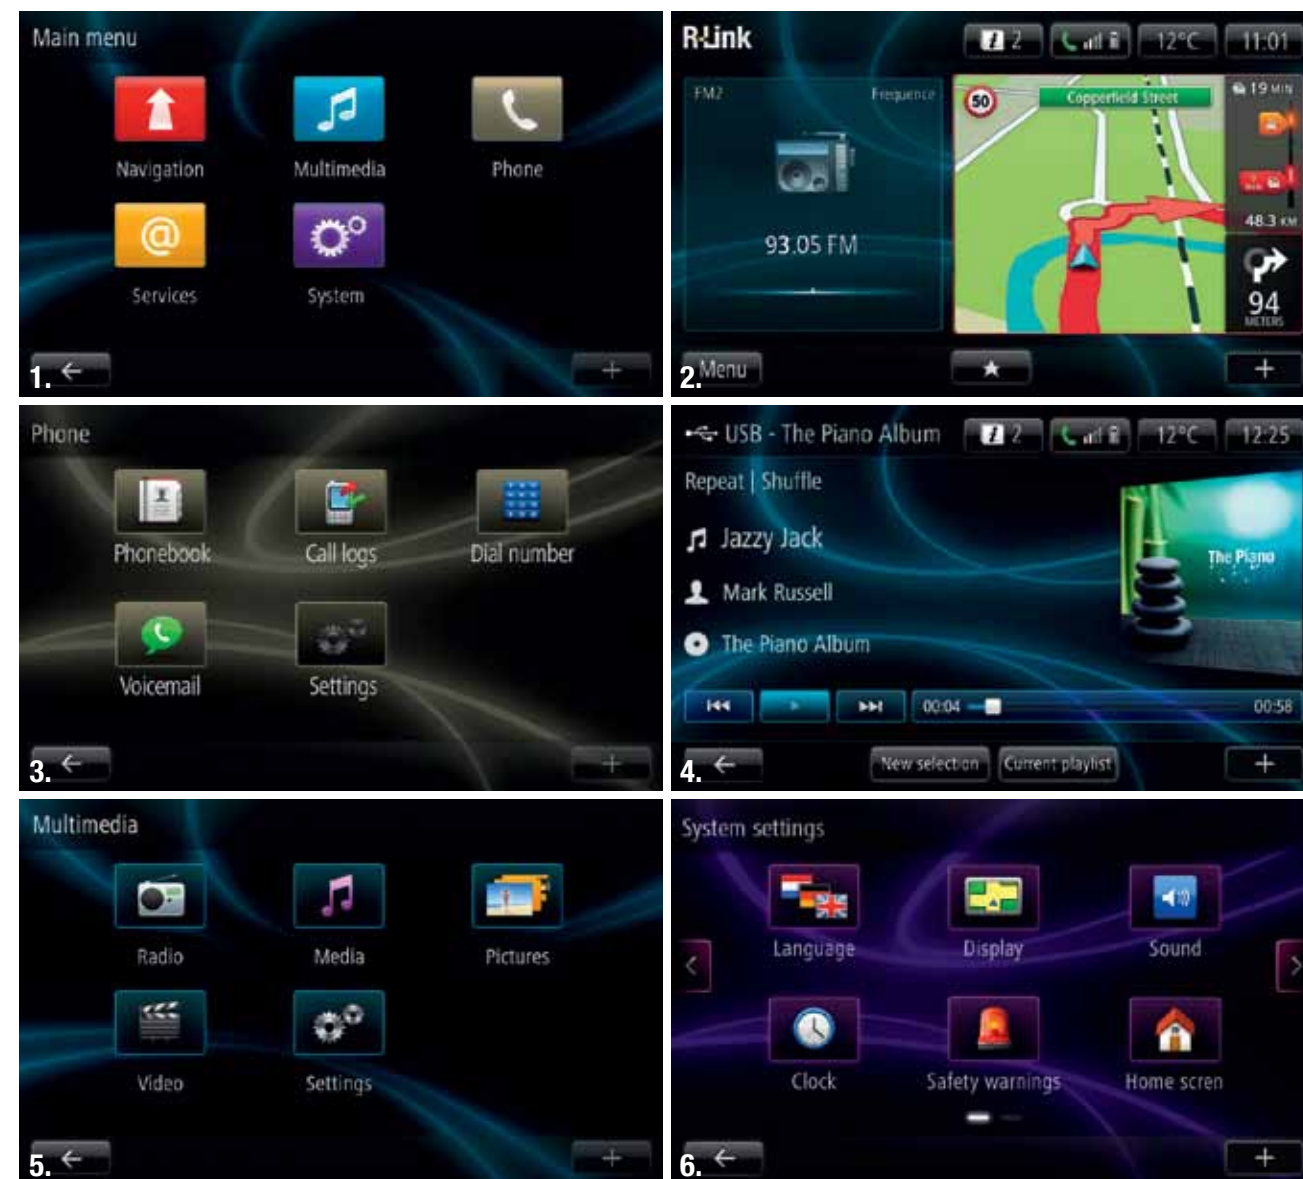 Main menu
Navigation Multimedia Phone
Services System
1.
R-Link 2 12°C 11:01
FM2 Frequence
93.05 FM
50 Copperfield Street
19 MIN
48.3 KM
94
METERS
2. Menu
Phone
Phonebook Call logs Dial number
Voicemail Settings
3.
USB - The Piano Album 2 12°C 12:25
Repeat | Shuffle
Jazzy Jack
Mark Russell
The Piano Album
The Piano
00:04 00:58
4. New selection Current playlist
Multimedia
Radio Media Pictures
Video Settings
5.
System settings
Language Display Sound
Clock Safety warnings Home scren
6.